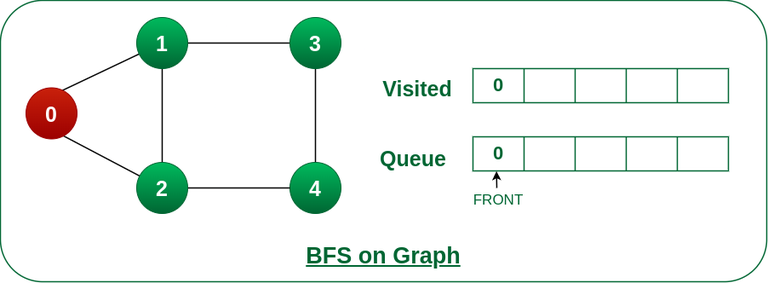 1
3
0
2
4
Visited 0
Queue 0
FRONT
BFS on Graph